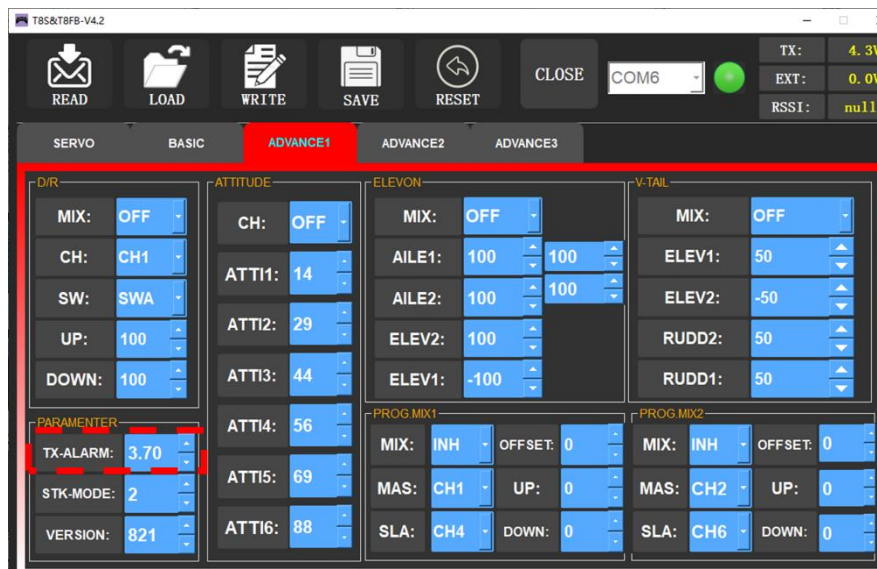 T8S&T8FB-V4.2
READ LOAD WRITE SAVE RESET CLOSE COM6
TX: 4.3V
EXT: 0.0V
RSSI: null
SERVO BASIC ADVANCE1 ADVANCE2 ADVANCE3
D/R
MIX: OFF
CH: CH1
SW: SWA
UP: 100
DOWN: 100
PARAMENTER
TX-ALARM: 3.70
STK-MODE: 2
VERSION: 821
ATTITUDE
CH: OFF
ATTI1: 14
ATTI2: 29
ATTI3: 44
ATTI4: 56
ATTI5: 69
ATTI6: 88
ELEVON
MIX: OFF
AILE1: 100 100
AILE2: 100 100
ELEV2: 100
ELEV1: -100
V-TAIL
MIX: OFF
ELEV1: 50
ELEV2: -50
RUDD2: 50
RUDD1: 50
PROG.MIX1
MIX: INH OFFSET: 0
MAS: CH1 UP: 0
SLA: CH4 DOWN: 0
PROG.MIX2
MIX: INH OFFSET: 0
MAS: CH2 UP: 0
SLA: CH6 DOWN: 0